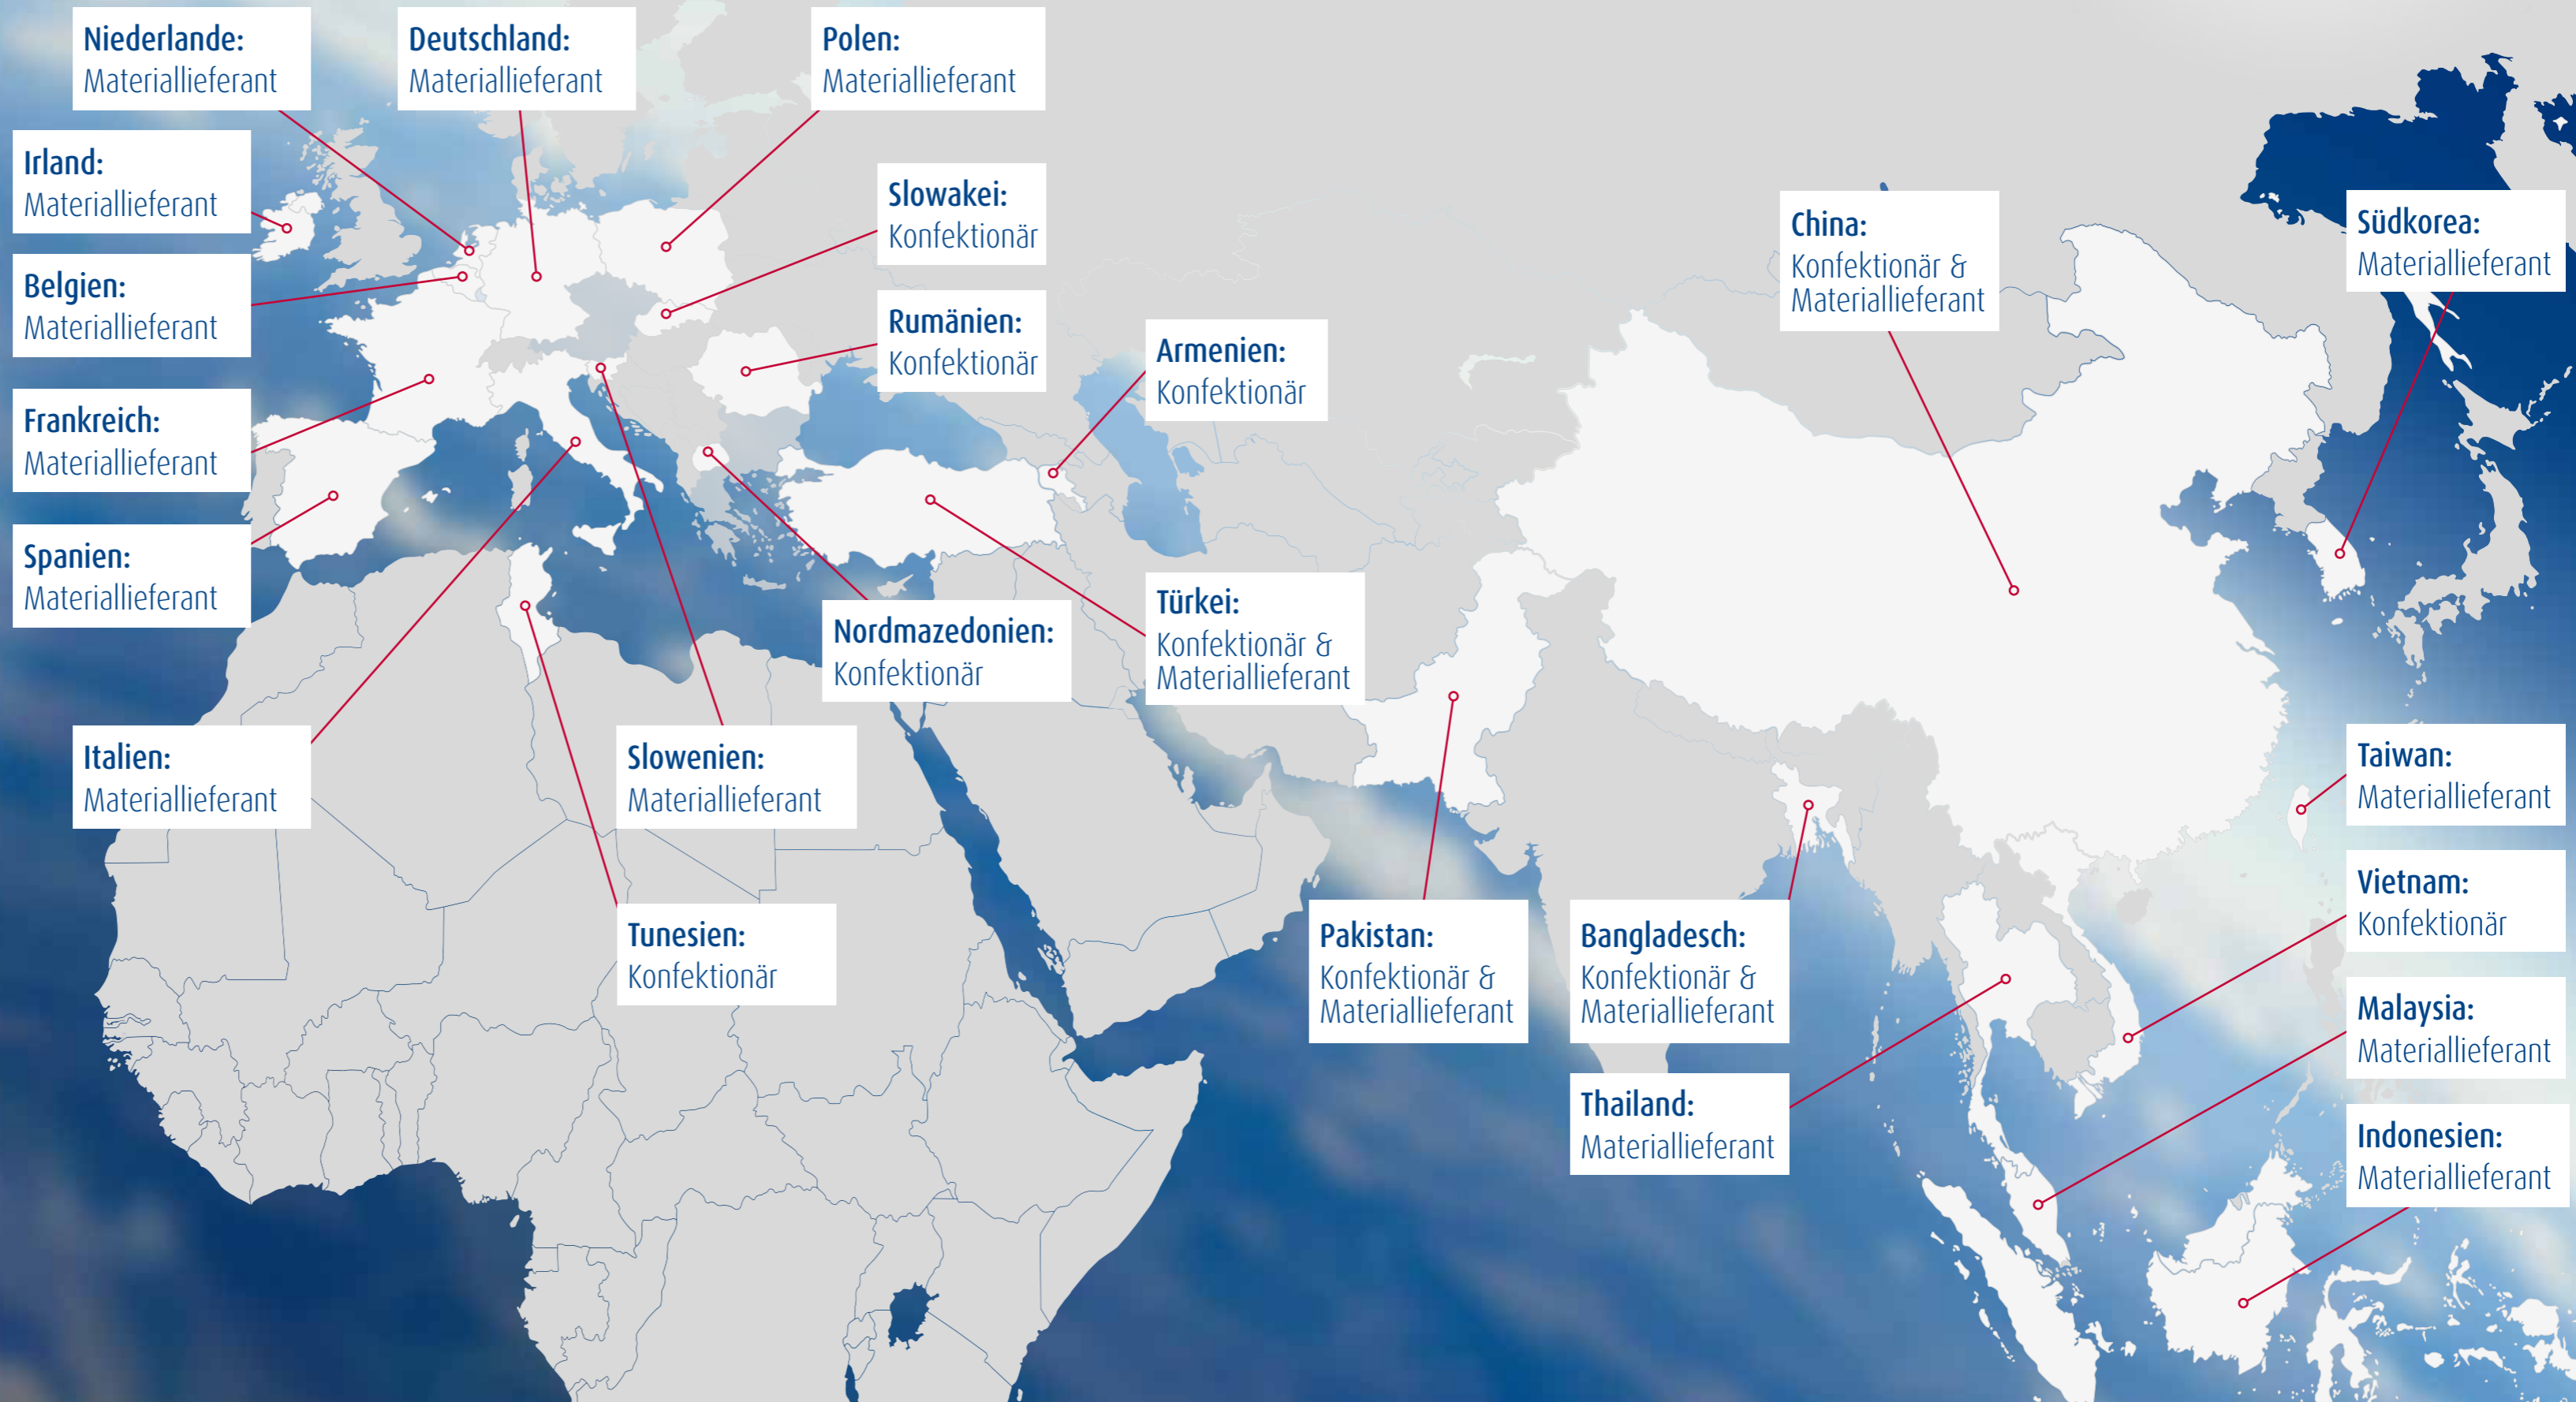 Niederlande:
Materiallieferant
Deutschland:
Materiallieferant
Polen:
Materiallieferant
Irland:
Materiallieferant
Slowakei:
Konfektionär
China:
Konfektionär &
Materiallieferant
Südkorea:
Materiallieferant
Belgien:
Materiallieferant
Rumänien:
Konfektionär
Armenien:
Konfektionär
Frankreich:
Materiallieferant
Spanien:
Materiallieferant
Nordmazedonien:
Konfektionär
Türkei:
Konfektionär &
Materiallieferant
Italien:
Materiallieferant
Slowenien:
Materiallieferant
Taiwan:
Materiallieferant
Tunesien:
Konfektionär
Pakistan:
Konfektionär &
Materiallieferant
Bangladesch:
Konfektionär &
Materiallieferant
Vietnam:
Konfektionär
Malaysia:
Materiallieferant
Thailand:
Materiallieferant
Indonesien:
Materiallieferant